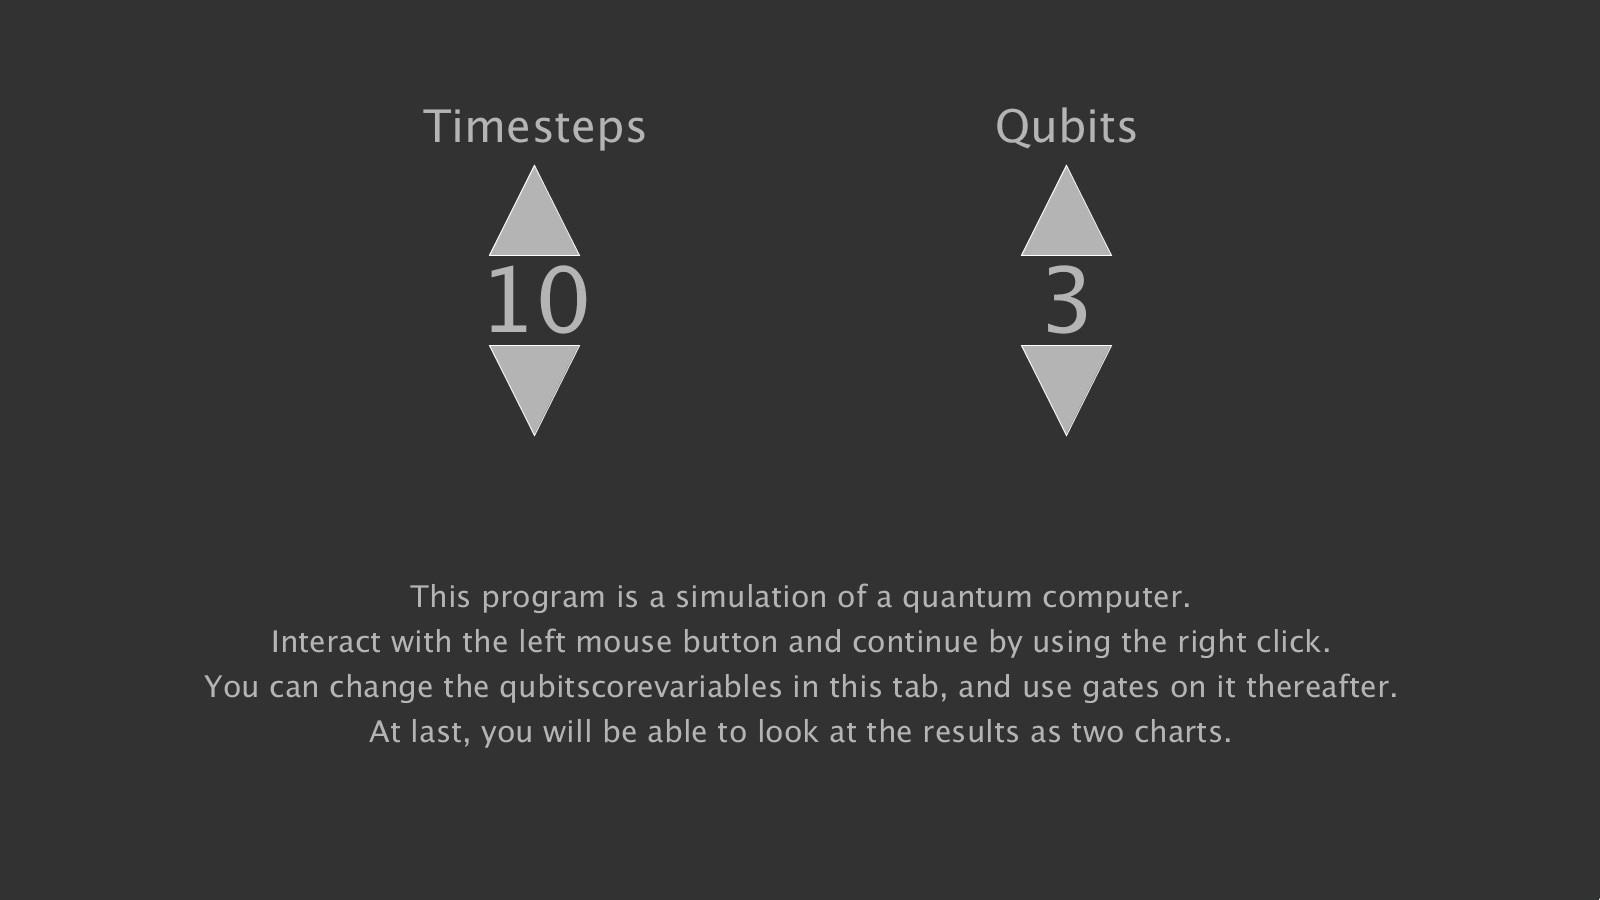 Timesteps
Qubits
10
3
This program is a simulation of a quantum computer.
Interact with the left mouse button and continue by using the right click.
You can change the qubitscorevariables in this tab, and use gates on it thereafter.
At last, you will be able to look at the results as two charts.